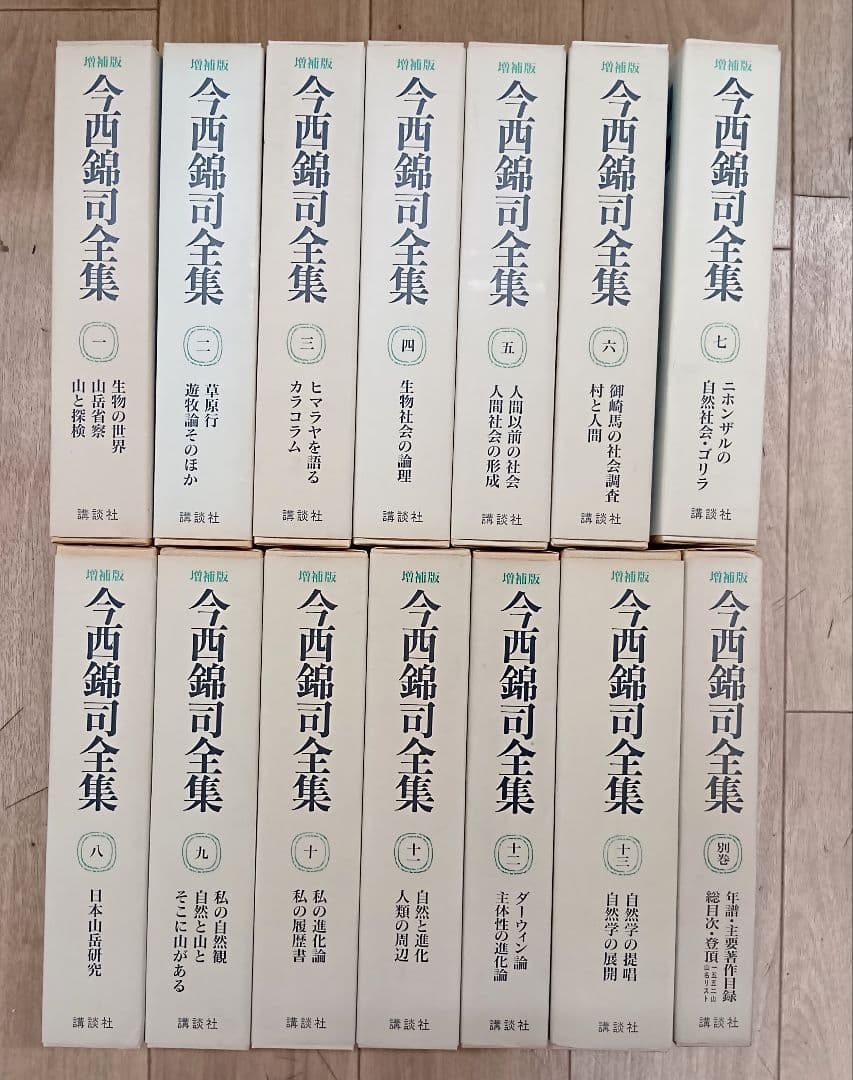 増補版
今西錦司全集
一
生物の世界
山岳省察
山と探検
講談社
増補版
今西錦司全集
二
草原行
遊牧論そのほか
講談社
増補版
今西錦司全集
三
ヒマラヤを語る
カラコラム
講談社
増補版
今西錦司全集
四
生物社会の論理
講談社
増補版
今西錦司全集
五
人間以前の社会
人間社会の形成
講談社
増補版
今西錦司全集
六
御崎馬の社会調査
村と人間
講談社
増補版
今西錦司全集
七
ニホンザルの
自然社会・ゴリラ
講談社
増補版
今西錦司全集
八
日本山岳研究
講談社
増補版
今西錦司全集
九
私の自然観
自然と山と
そこに山がある
講談社
増補版
今西錦司全集
十
私の進化論
私の履歴書
講談社
増補版
今西錦司全集
十一
自然と進化
人類の周辺
講談社
増補版
今西錦司全集
十二
ダーウィン論
主体性の進化論
講談社
増補版
今西錦司全集
十三
自然学の提唱
自然学の展開
講談社
増補版
今西錦司全集
別巻
年譜・主要著作目録
総目次・登頂一五五二山山名リスト
講談社